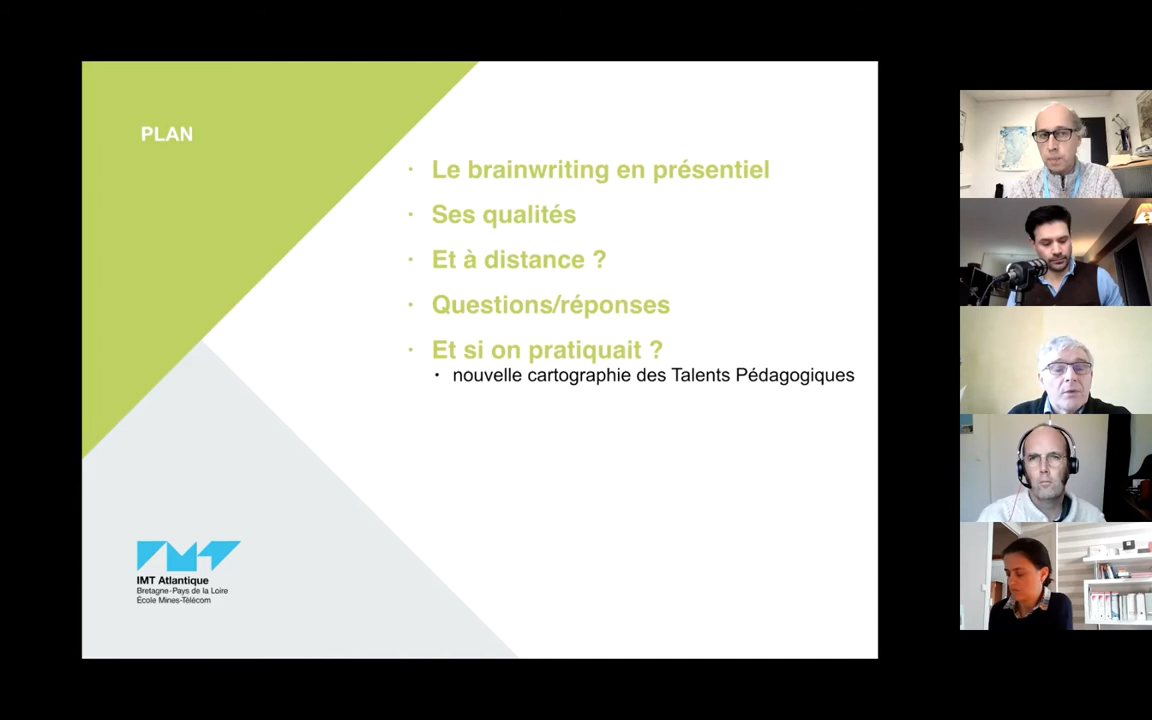 PLAN
· Le brainwriting en présentiel
· Ses qualités
· Et à distance ?
· Questions/réponses
· Et si on pratiquait ?
· nouvelle cartographie des Talents Pédagogiques
IMT Atlantique
Bretagne-Pays de la Loire
École Mines-Télécom